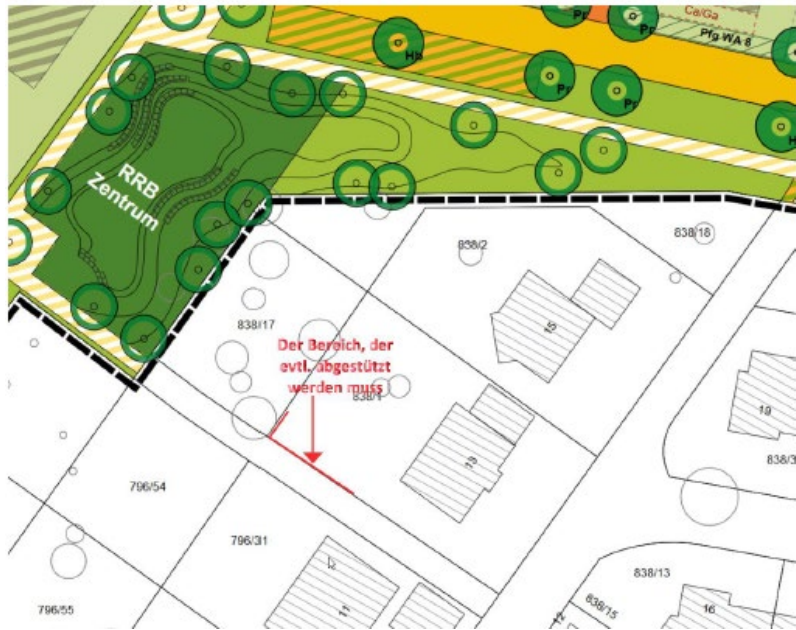 Ca/Ga
Pfg WA 8
Pr
Pr
Hb
Pr
Pr
RRB
Zentrum
838/2
838/18
838/17
15
Der Bereich, der
evtl. abgestützt
werden muss
838/1
13
19
838/3
796/54
796/31
796/55
11
838/13
838/15
16
12